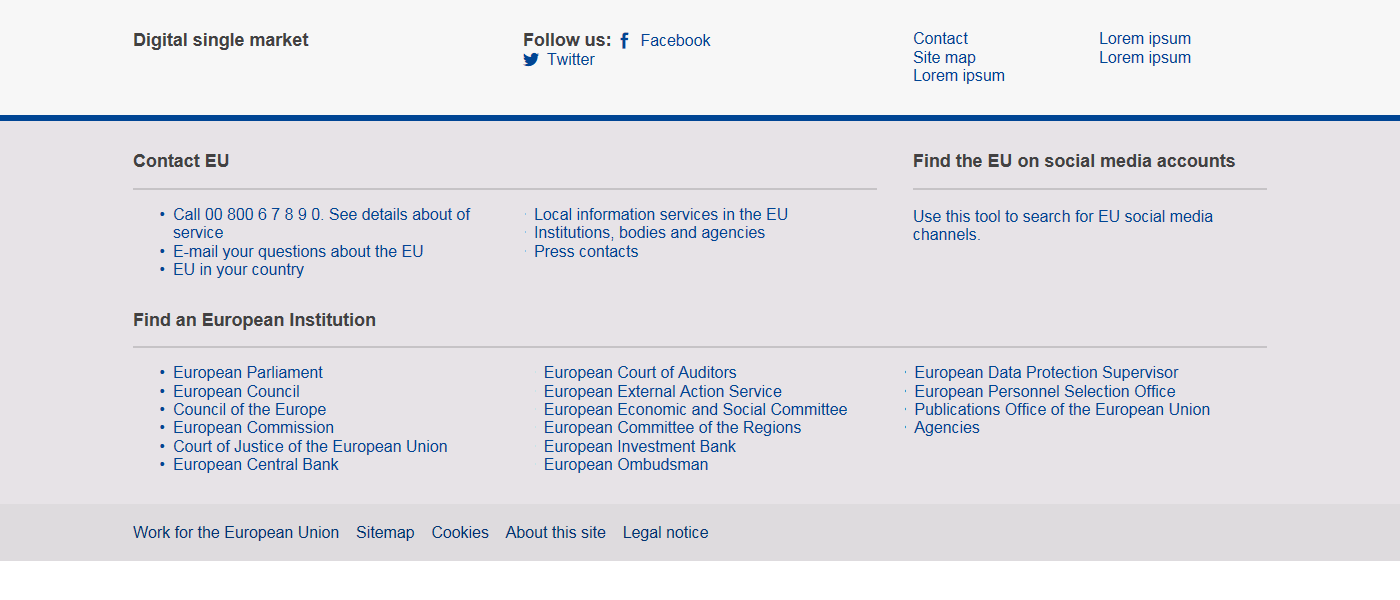 Digital single market
Follow us: Facebook
Twitter
Contact
Site map
Lorem ipsum
Lorem ipsum
Lorem ipsum
Contact EU
• Call 00 800 6 7 8 9 0. See details about of
service
• E-mail your questions about the EU
• EU in your country
Local information services in the EU
Institutions, bodies and agencies
Press contacts
Find the EU on social media accounts
Use this tool to search for EU social media
channels.
Find an European Institution
• European Parliament
• European Council
• Council of the Europe
• European Commission
• Court of Justice of the European Union
• European Central Bank
European Court of Auditors
European External Action Service
European Economic and Social Committee
European Committee of the Regions
European Investment Bank
European Ombudsman
European Data Protection Supervisor
European Personnel Selection Office
Publications Office of the European Union
Agencies
Work for the European Union Sitemap Cookies About this site Legal notice